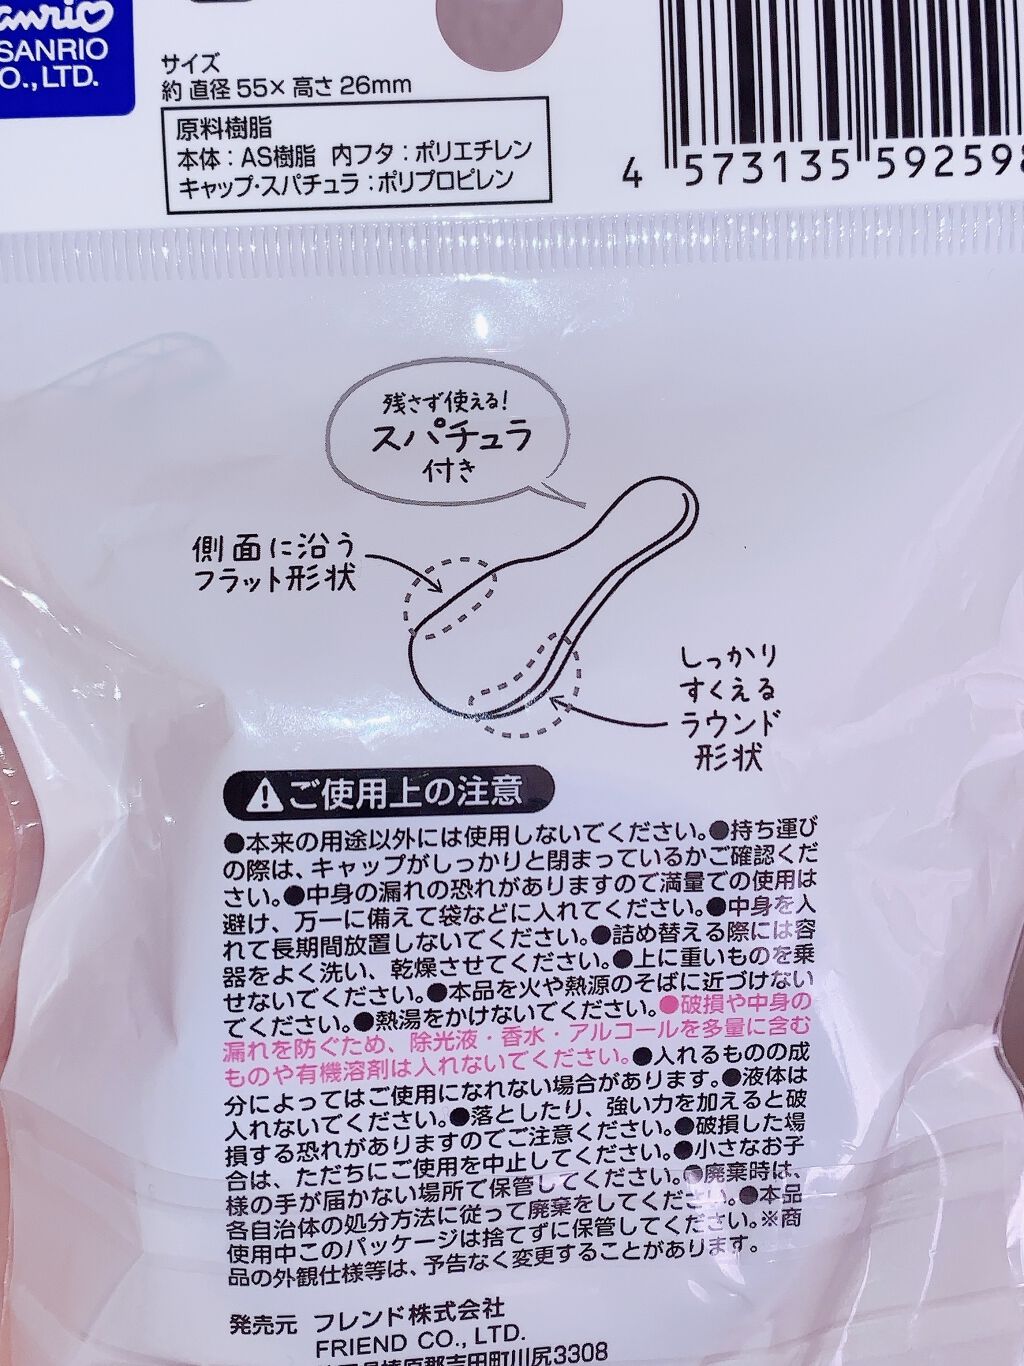 SANRIO
CO., LTD.
サイズ
約 直径 55× 高さ 26mm
原料樹脂
本体：AS樹脂 内フタ：ポリエチレン
キャップ・スパチュラ：ポリプロピレン
4 573135 59259
残さず使える!
スパチュラ
付き
側面に沿う
フラット形状
しっかり
すくえる
ラウンド
形状
ご使用上の注意
●本来の用途以外には使用しないでください。●持ち運び
の際は、キャップがしっかりと閉まっているかご確認くだ
さい。●中身の漏れの恐れがありますので満量での使用は
避け、万一に備えて袋などに入れてください。●中身を入
れて長期間放置しないでください。●詰め替える際には容
器をよく洗い、乾燥させてください。●上に重いものを乗
せないでください。●本品を火や熱源のそばに近づけない
でください。●熱湯をかけないでください。●破損や中身の
漏れを防ぐため、除光液・香水・アルコールを多量に含む
ものや有機溶剤は入れないでください。●入れるものの成
分によってはご使用になれない場合があります。●液体は
入れないでください。●落としたり、強い力を加えると破
損する恐れがありますのでご注意ください。●破損した場
合は、ただちにご使用を中止してください。●小さなお子
様の手が届かない場所で保管してください。●廃棄時は、
各自治体の処分方法に従って廃棄をしてください。●本品
使用中このパッケージは捨てずに保管してください。※商
品の外観仕様等は、予告なく変更することがあります。
発売元 フレンド株式会社
FRIEND CO., LTD.
榛原郡吉田町川尻3308